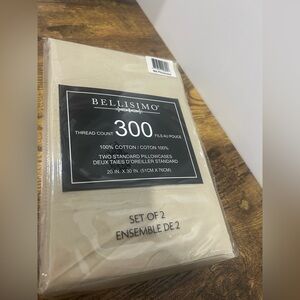 BELLISIMO
THREAD COUNT 300 FILS AU POUCE
100% COTTON / COTON 100%
TWO STANDARD PILLOWCASES
DEUX TAIES D'OREILLER STANDARD
20 IN. X 30 IN. (51CM X 76CM)
SET OF 2
ENSEMBLE DE 2